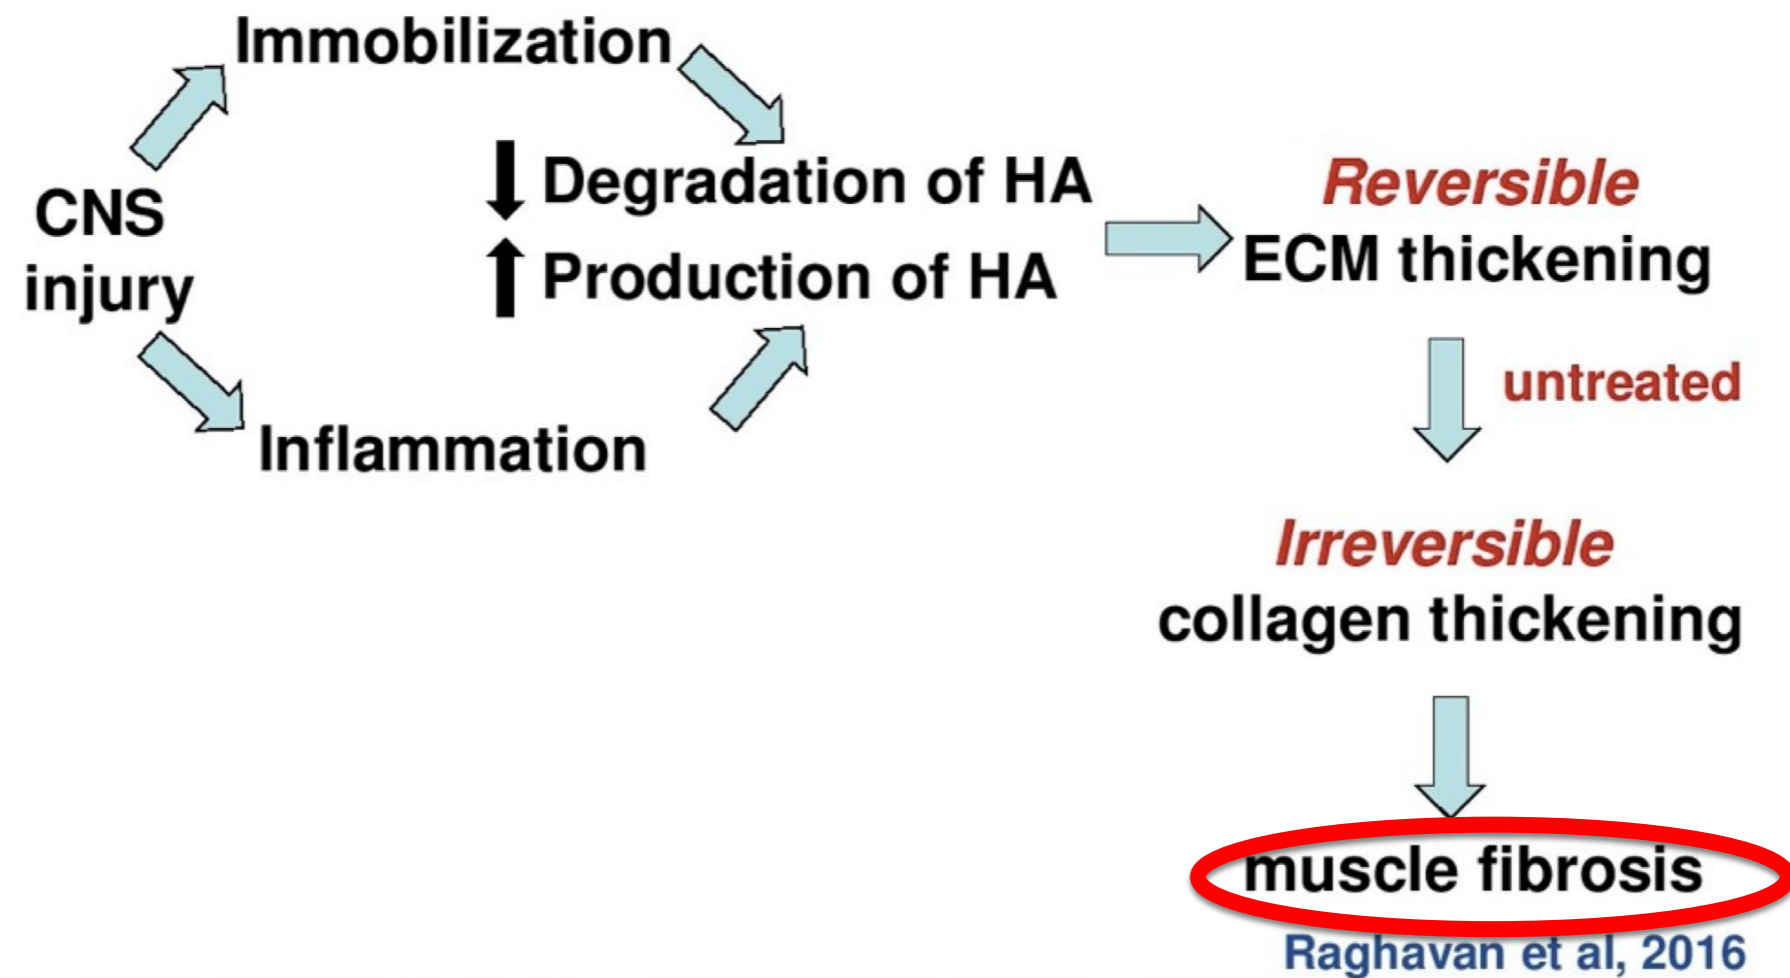 Immobilization
CNS
injury
Degradation of HA
Production of HA
Inflammation
Reversible
ECM thickening
untreated
Irreversible
collagen thickening
muscle fibrosis
Raghavan et al, 2016